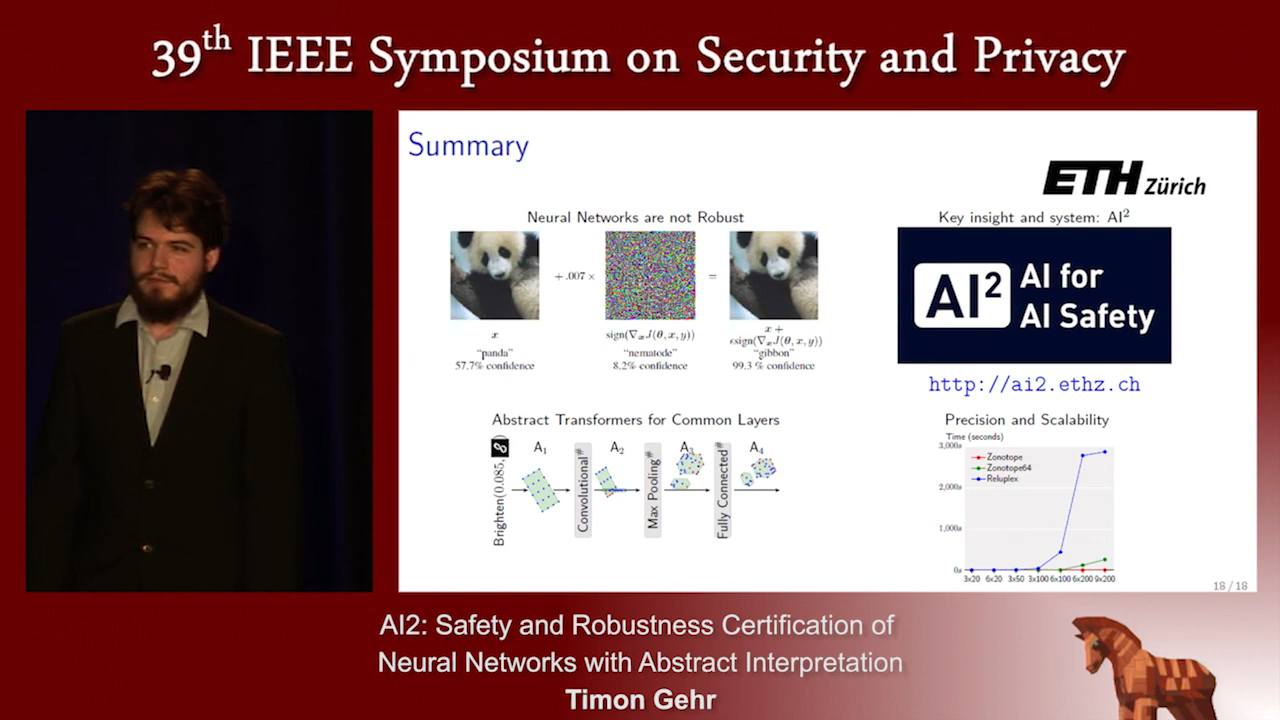 39th IEEE Symposium on Security and Privacy
Summary
ETH Zürich
Neural Networks are not Robust
+ .007 ×
=
x
"panda"
57.7% confidence
sign(∇ₓJ(θ, x, y))
"nematode"
8.2% confidence
x +
ϵsign(∇ₓJ(θ, x, y))
"gibbon"
99.3 % confidence
Key insight and system: AI²
AI² AI for
AI Safety
http://ai2.ethz.ch
Abstract Transformers for Common Layers
Brighten(0.085,
A₁
Convolutional#
A₂
Max Pooling#
A₃
Fully Connected#
A₄
Precision and Scalability
Time (seconds)
3,000s
2,000s
1,000s
0s
Zonotope
Zonotope64
Reluplex
3x20 6x20 3x50 3x100 6x100 6x200 9x200
18 / 18
AI2: Safety and Robustness Certification of
Neural Networks with Abstract Interpretation
Timon Gehr